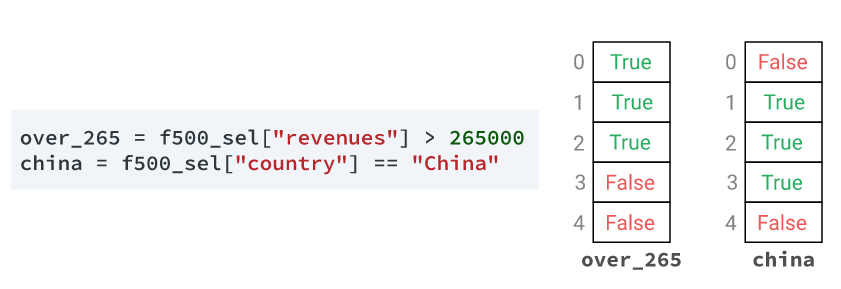 over_265 = f500_sel["revenues"] > 265000
china = f500_sel["country"] == "China"
0 True
1 True
2 True
3 False
4 False
over_265
0 False
1 True
2 True
3 True
4 False
china